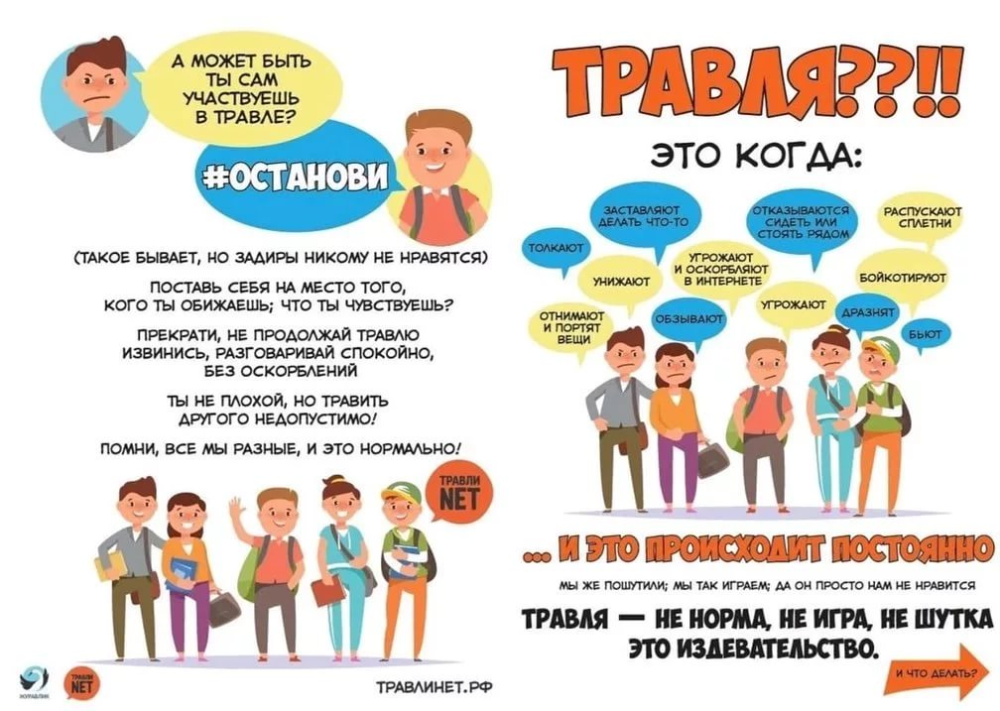 А МОЖЕТ БЫТЬ
ТЫ САМ
УЧАСТВУЕШЬ
В ТРАВЛЕ?
#ОСТАНОВИ
(ТАКОЕ БЫВАЕТ, НО ЗАДИРЫ НИКОМУ НЕ НРАВЯТСЯ)
ПОСТАВЬ СЕБЯ НА МЕСТО ТОГО,
КОГО ТЫ ОБИЖАЕШЬ; ЧТО ТЫ ЧУВСТВУЕШЬ?
ПРЕКРАТИ, НЕ ПРОДОЛЖАЙ ТРАВЛЮ
ИЗВИНИСЬ, РАЗГОВАРИВАЙ СПОКОЙНО,
БЕЗ ОСКОРБЛЕНИЙ
ТЫ НЕ ПЛОХОЙ, НО ТРАВИТЬ
ДРУГОГО НЕДОПУСТИМО!
ПОМНИ, ВСЕ МЫ РАЗНЫЕ, И ЭТО НОРМАЛЬНО!
ТРАВЛИ
NET
ЖУРАВЛИК
ТРАВЛИ
NET
ТРАВЛИНЕТ.РФ
ТРАВЛЯ??!!
ЭТО КОГДА:
ЗАСТАВЛЯЮТ
ДЕЛАТЬ ЧТО-ТО
ОТКАЗЫВАЮТСЯ
СИДЕТЬ ИЛИ
СТОЯТЬ РЯДОМ
РАСПУСКАЮТ
СПЛЕТНИ
ТОЛКАЮТ
УНИЖАЮТ
УГРОЖАЮТ
И ОСКОРБЛЯЮТ
В ИНТЕРНЕТЕ
БОЙКОТИРУЮТ
ОТНИМАЮТ
И ПОРТЯТ
ВЕЩИ
ОБЗЫВАЮТ
УГРОЖАЮТ
ДРАЗНЯТ
БЬЮТ
... И ЭТО ПРОИСХОДИТ ПОСТОЯННО
МЫ ЖЕ ПОШУТИЛИ; МЫ ТАК ИГРАЕМ; ДА ОН ПРОСТО НАМ НЕ НРАВИТСЯ
ТРАВЛЯ — НЕ НОРМА, НЕ ИГРА, НЕ ШУТКА
ЭТО ИЗДЕВАТЕЛЬСТВО.
И ЧТО ДЕЛАТЬ?